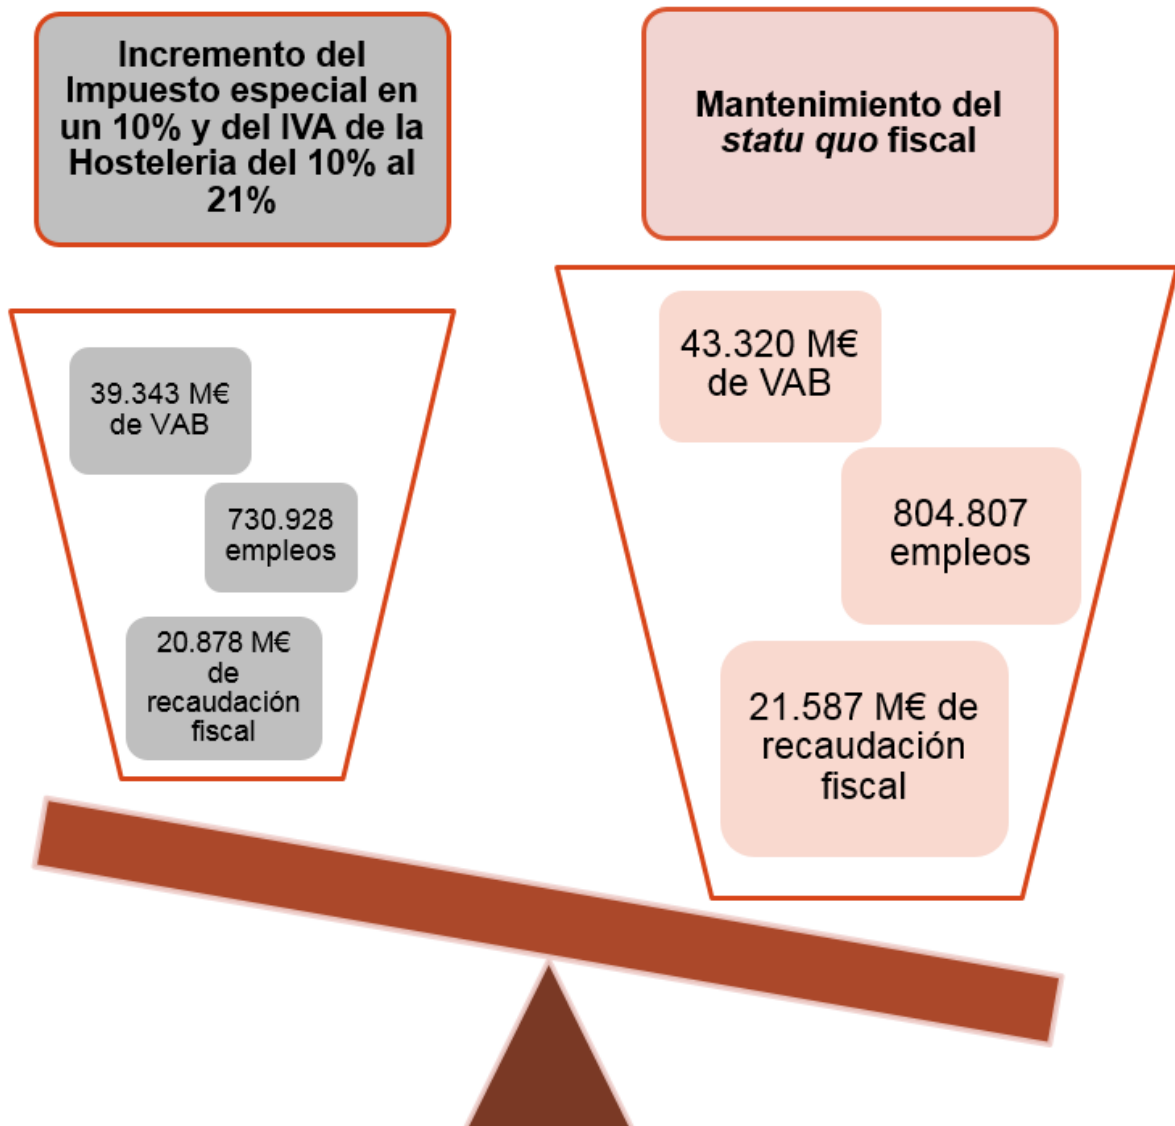 Incremento del
Impuesto especial en
un 10% y del IVA de la
Hosteleria del 10% al
21%
Mantenimiento del
statu quo fiscal
39.343 M€
de VAB
730.928
empleos
20.878 M€
de
recaudación
fiscal
43.320 M€
de VAB
804.807
empleos
21.587 M€ de
recaudación
fiscal